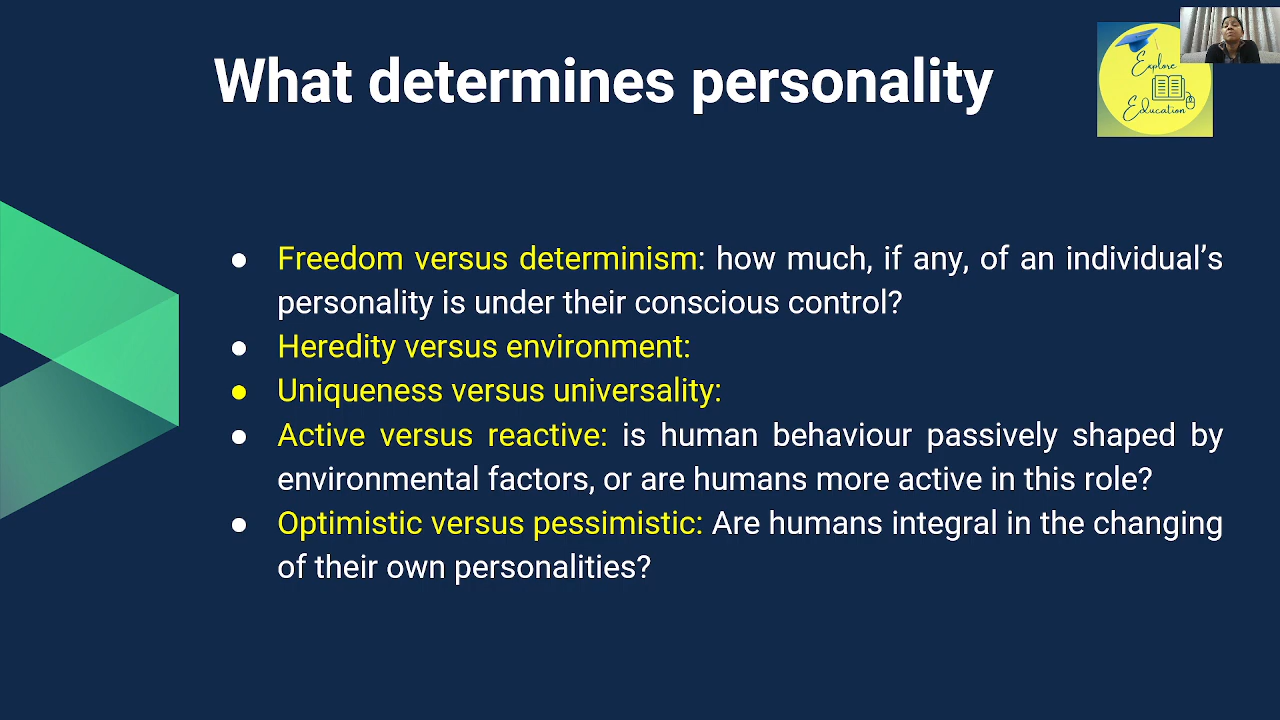 What determines personality
Explore
Education
● Freedom versus determinism: how much, if any, of an individual’s
personality is under their conscious control?
● Heredity versus environment:
● Uniqueness versus universality:
● Active versus reactive: is human behaviour passively shaped by
environmental factors, or are humans more active in this role?
● Optimistic versus pessimistic: Are humans integral in the changing
of their own personalities?